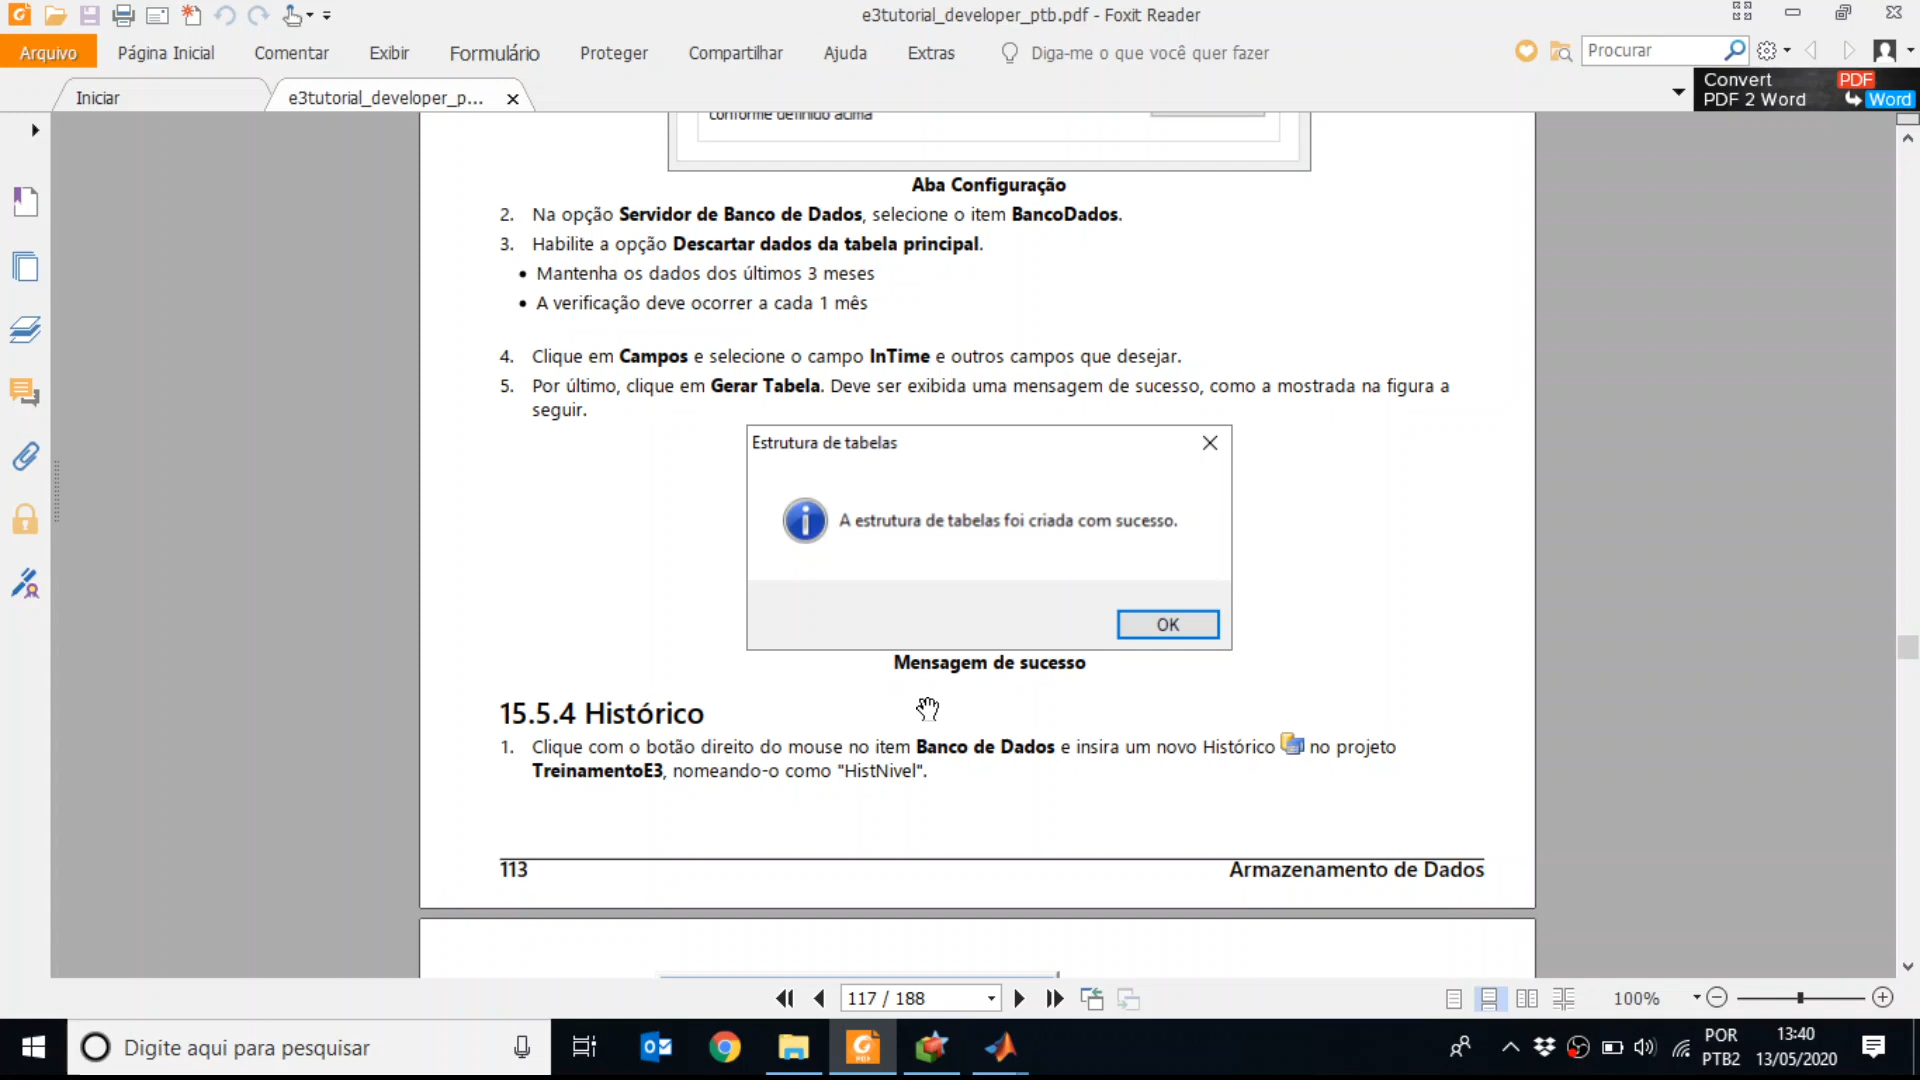 e3tutorial_developer_ptb.pdf - Foxit Reader
Arquivo Página Inicial Comentar Exibir Formulário Proteger Compartilhar Ajuda Extras Diga-me o que você quer fazer Procurar
Iniciar e3tutorial_developer_p...
Convert PDF
PDF 2 Word Word
conforme definido acima
Aba Configuração
2. Na opção Servidor de Banco de Dados, selecione o item BancoDados.
3. Habilite a opção Descartar dados da tabela principal.
• Mantenha os dados dos últimos 3 meses
• A verificação deve ocorrer a cada 1 mês
4. Clique em Campos e selecione o campo InTime e outros campos que desejar.
5. Por último, clique em Gerar Tabela. Deve ser exibida uma mensagem de sucesso, como a mostrada na figura a
seguir.
Estrutura de tabelas
A estrutura de tabelas foi criada com sucesso.
OK
Mensagem de sucesso
15.5.4 Histórico
1. Clique com o botão direito do mouse no item Banco de Dados e insira um novo Histórico no projeto
TreinamentoE3, nomeando-o como "HistNivel".
113 Armazenamento de Dados
117 / 188 100%
Digite aqui para pesquisar
POR 13:40
PTB2 13/05/2020